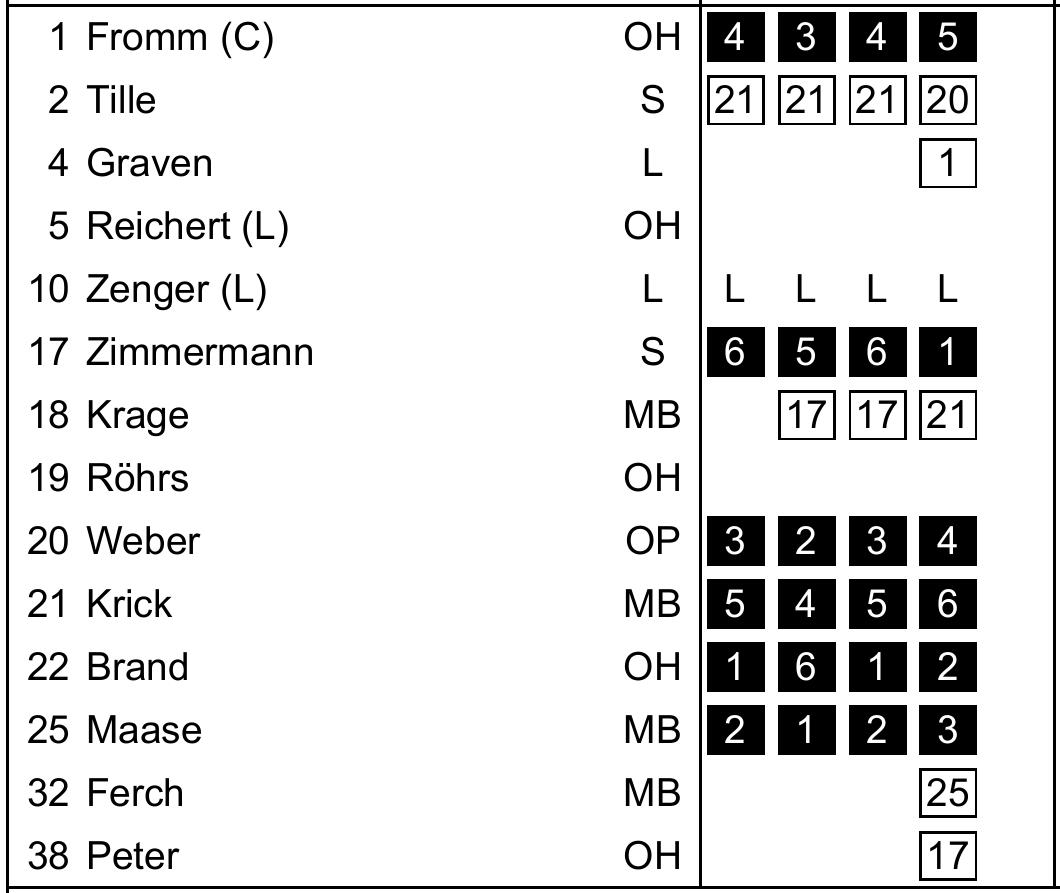 1 Fromm (C) OH 4 3 4 5
2 Tille S 21 21 21 20
4 Graven L 1
5 Reichert (L) OH
10 Zenger (L) L L L L L
17 Zimmermann S 6 5 6 1
18 Krage MB 17 17 21
19 Röhrs OH
20 Weber OP 3 2 3 4
21 Krick MB 5 4 5 6
22 Brand OH 1 6 1 2
25 Maase MB 2 1 2 3
32 Ferch MB 25
38 Peter OH 17